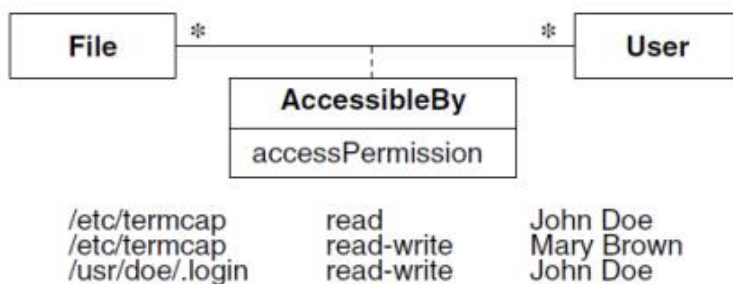 File * * User
AccessibleBy
accessPermission
/etc/termcap read John Doe
/etc/termcap read-write Mary Brown
/usr/doe/.login read-write John Doe